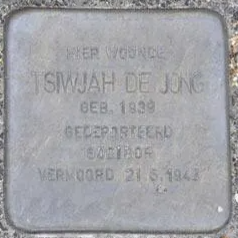 HIER WOONDE
TSIWJAH DE JONG
GEB. 1939
GEDEPORTEERD
SOBIBOR
VERMOORD 21.5.1943